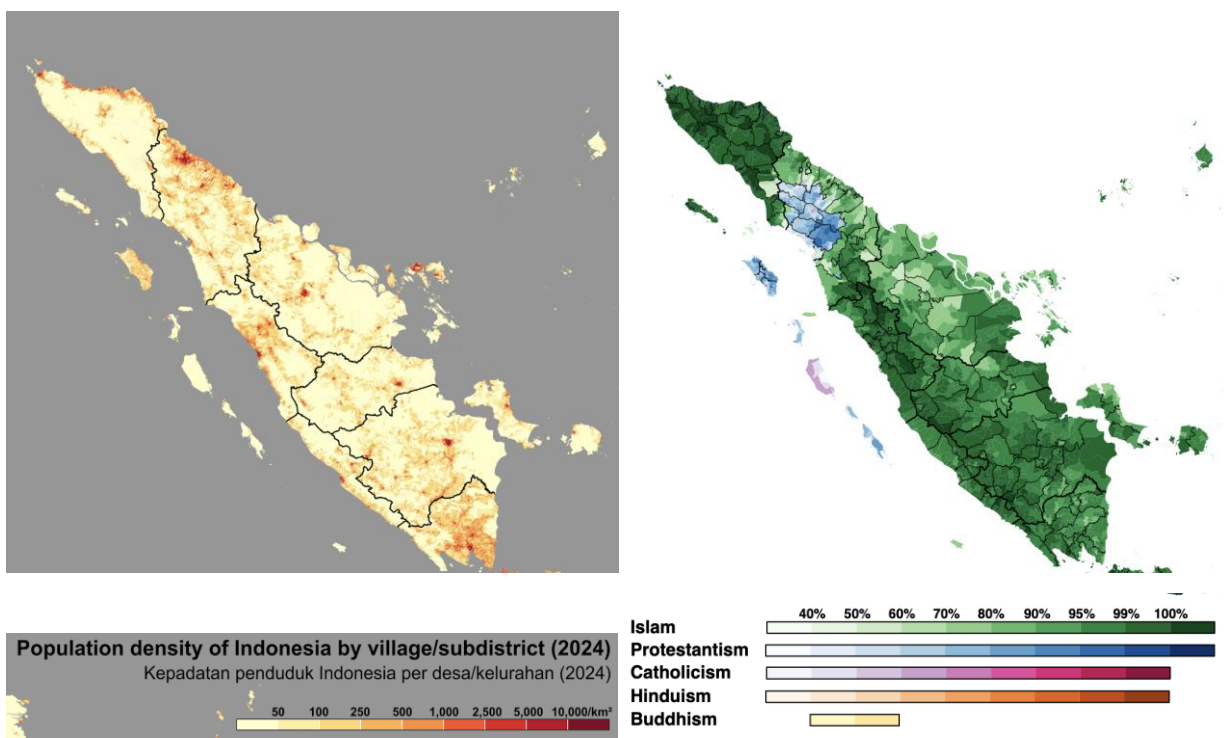 Population density of Indonesia by village/subdistrict (2024)
Kepadatan penduduk Indonesia per desa/kelurahan (2024)
50 100 250 500 1,000 2,500 5,000 10,000/km²
40% 50% 60% 70% 80% 90% 95% 99% 100%
Islam
Protestantism
Catholicism
Hinduism
Buddhism